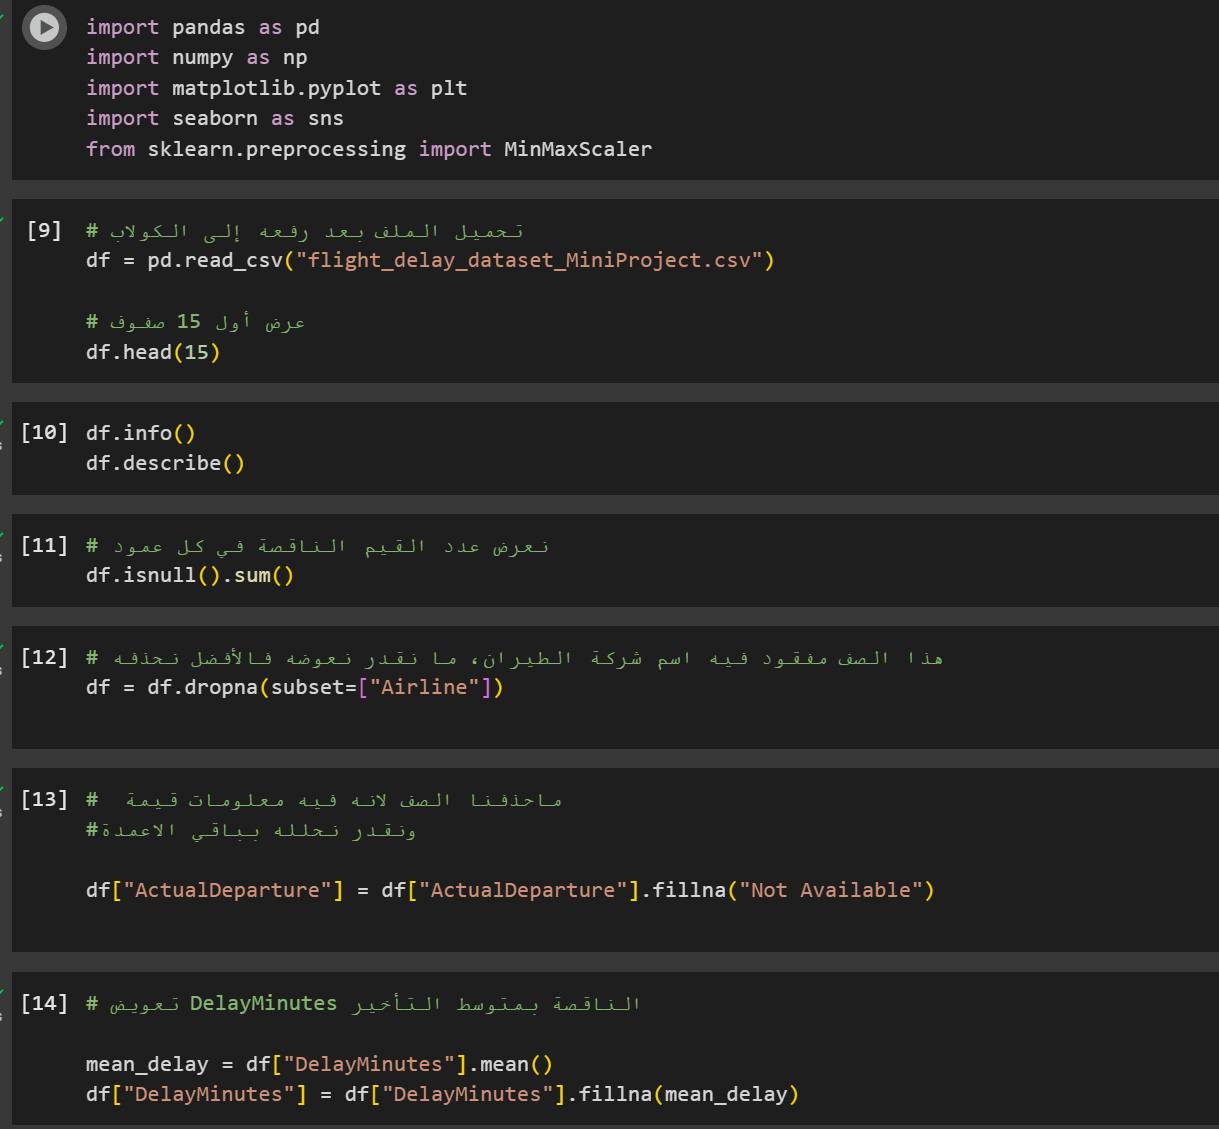 import pandas as pd
import numpy as np
import matplotlib.pyplot as plt
import seaborn as sns
from sklearn.preprocessing import MinMaxScaler
[9] # تحميل الملف بعد رفعه إلى الكولاب
df = pd.read_csv("flight_delay_dataset_MiniProject.csv")
# عرض أول 15 صفوف
df.head(15)
[10] df.info()
df.describe()
[11] # نعرض عدد القيم الناقصة في كل عمود
df.isnull().sum()
[12] # هذا الصف مفقود فيه اسم شركة الطيران، ما نقدر نعوضه فالأفضل نحذفه
df = df.dropna(subset=["Airline"])
[13] # ماحذفنا الصف لانه فيه معلومات قيمة
#ونقدر نحلله بباقي الاعمدة
df["ActualDeparture"] = df["ActualDeparture"].fillna("Not Available")
[14] # تعويض DelayMinutes الناقصة بمتوسط التأخير
mean_delay = df["DelayMinutes"].mean()
df["DelayMinutes"] = df["DelayMinutes"].fillna(mean_delay)